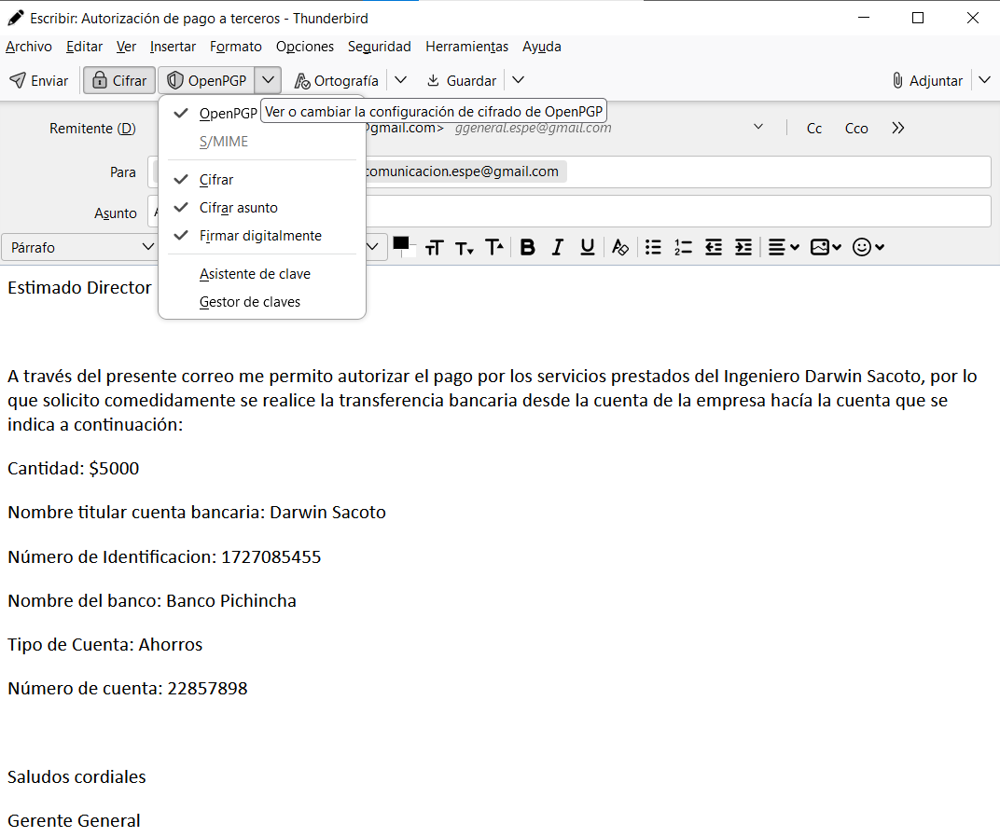 Escribir: Autorización de pago a terceros - Thunderbird
Archivo Editar Ver Insertar Formato Opciones Seguridad Herramientas Ayuda
Enviar Cifrar OpenPGP Ortografía Guardar Adjuntar
OpenPGP Ver o cambiar la configuración de cifrado de OpenPGP
Remitente (D) @gmail.com> ggeneral.espe@gmail.com Cc Cco
S/MIME
Para comunicacion.espe@gmail.com
Cifrar
Asunto A
Cifrar asunto
Firmar digitalmente
Párrafo
Asistente de clave
Gestor de claves
Estimado Director
A través del presente correo me permito autorizar el pago por los servicios prestados del Ingeniero Darwin Sacoto, por lo
que solicito comedidamente se realice la transferencia bancaria desde la cuenta de la empresa hacía la cuenta que se
indica a continuación:
Cantidad: $5000
Nombre titular cuenta bancaria: Darwin Sacoto
Número de Identificacion: 1727085455
Nombre del banco: Banco Pichincha
Tipo de Cuenta: Ahorros
Número de cuenta: 22857898
Saludos cordiales
Gerente General